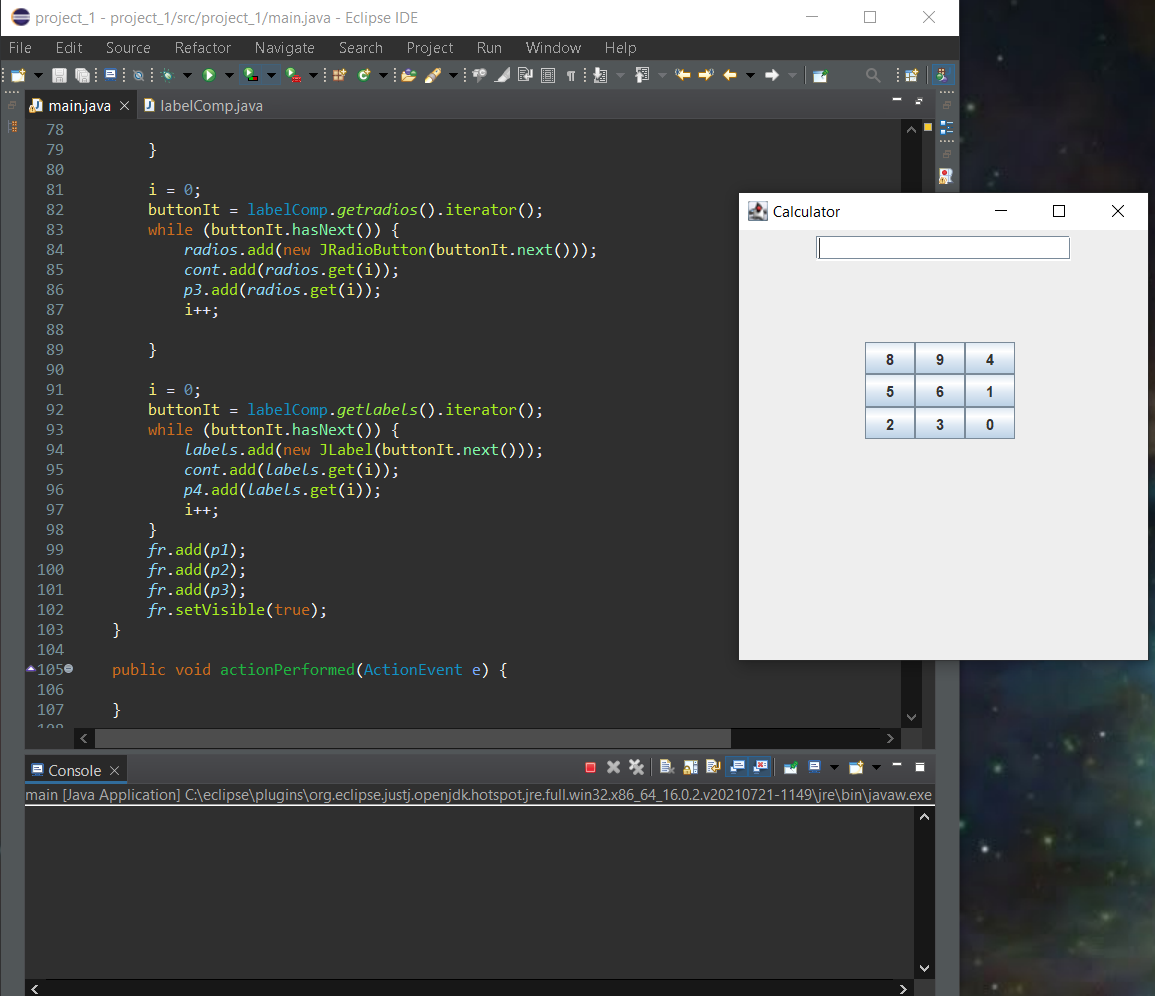 project_1 - project_1/src/project_1/main.java - Eclipse IDE
File Edit Source Refactor Navigate Search Project Run Window Help
main.java labelComp.java
78
79 }
80
81 i = 0;
82 buttonIt = labelComp.getradios().iterator();
83 while (buttonIt.hasNext()) {
84 radios.add(new JRadioButton(buttonIt.next()));
85 cont.add(radios.get(i));
86 p3.add(radios.get(i));
87 i++;
88
89 }
90
91 i = 0;
92 buttonIt = labelComp.getlabels().iterator();
93 while (buttonIt.hasNext()) {
94 labels.add(new JLabel(buttonIt.next()));
95 cont.add(labels.get(i));
96 p4.add(labels.get(i));
97 i++;
98 }
99 fr.add(p1);
100 fr.add(p2);
101 fr.add(p3);
102 fr.setVisible(true);
103 }
104
105 public void actionPerformed(ActionEvent e) {
106
107 }
Calculator
8 9 4
5 6 1
2 3 0
Console
main [Java Application] C:\eclipse\plugins\org.eclipse.justj.openjdk.hotspot.jre.full.win32.x86_64_16.0.2.v20210721-1149\jre\bin\javaw.exe